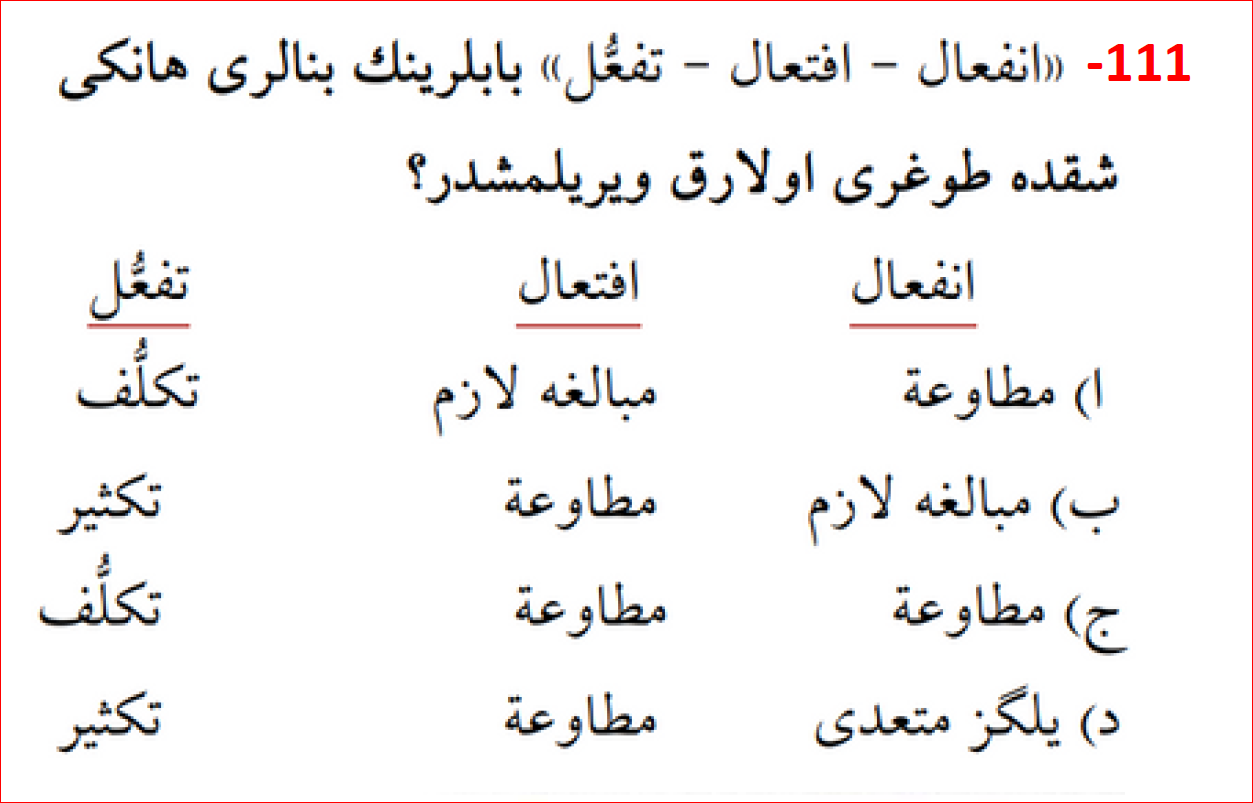 111- «انفعال – افتعال – تفعُّل» بابلرينك بنالرى هانكى
شقده طوغرى اولارق ويريلمشدر؟
انفعال افتعال تفعُّل
ا) مطاوعة مبالغه لازم تكلُّف
ب) مبالغه لازم مطاوعة تكثير
ج) مطاوعة مطاوعة تكلُّف
د) يلگز متعدى مطاوعة تكثير